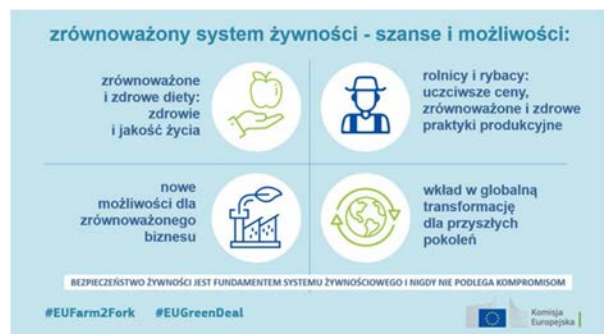 zrównoważony system żywności - szanse i możliwości:
zrównoważone
i zdrowe diety:
zdrowie
i jakość życia
rolnicy i rybacy:
uczciwsze ceny,
zrównoważone i zdrowe
praktyki produkcyjne
nowe
możliwości dla
zrównoważonego
biznesu
wkład w globalną
transformację
dla przyszłych
pokoleń
BEZPIECZEŃSTWO ŻYWNOŚCI JEST FUNDAMENTEM SYSTEMU ŻYWNOŚCIOWEGO I NIGDY NIE PODLEGA KOMPROMISOM
#EUFarm2Fork #EUGreenDeal
Komisja
Europejska